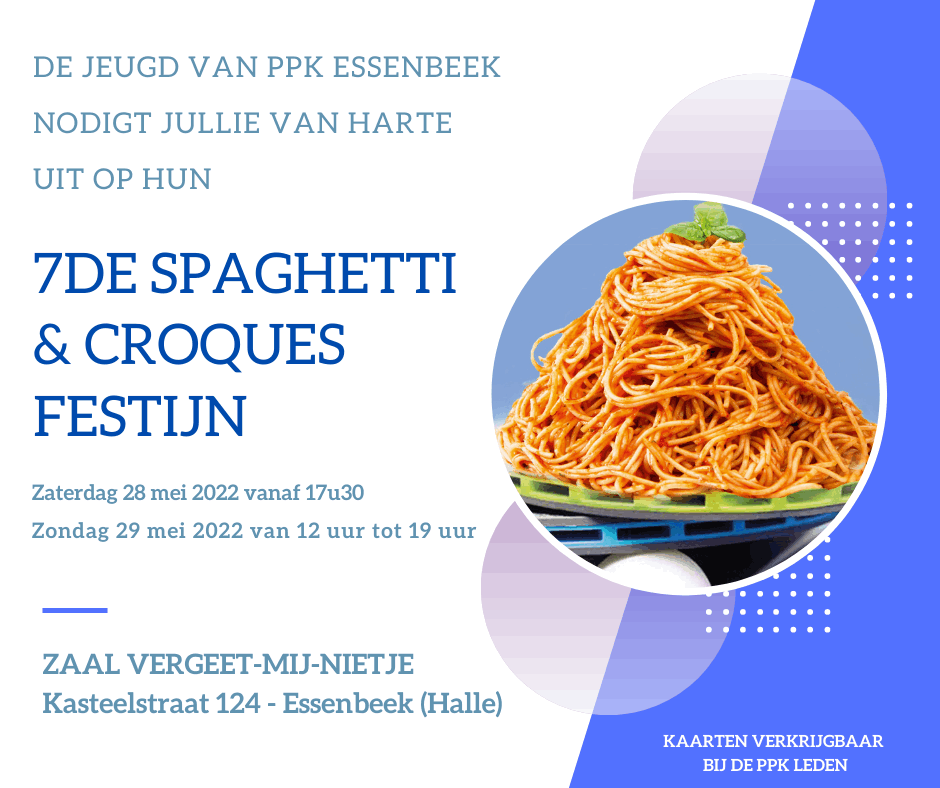 DE JEUGD VAN PPK ESSENBEEK
NODIGT JULLIE VAN HARTE
UIT OP HUN
7DE SPAGHETTI
& CROQUES
FESTIJN
Zaterdag 28 mei 2022 vanaf 17u30
Zondag 29 mei 2022 van 12 uur tot 19 uur
ZAAL VERGEET-MIJ-NIETJE
Kasteelstraat 124 - Essenbeek (Halle)
KAARTEN VERKRIJGBAAR
BIJ DE PPK LEDEN